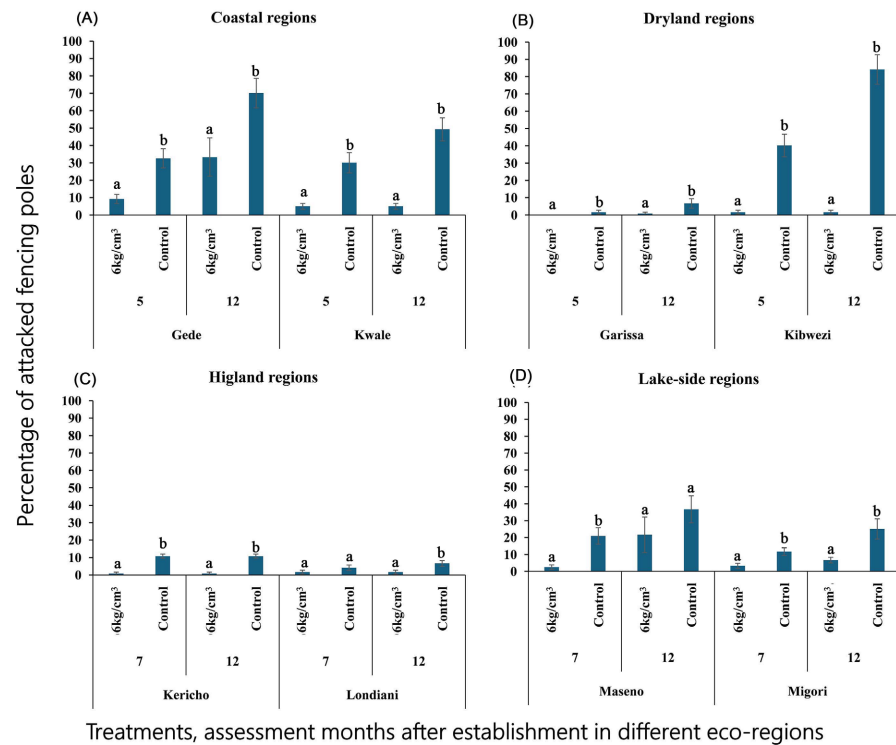 (A)
Coastal regions
100
90
80
70
60
50
40
30
20
10
0
a
b
a
b
a
b
a
b
6kg/cm³
Control
6kg/cm³
Control
6kg/cm³
Control
6kg/cm³
Control
5
12
5
12
Gede
Kwale
(B)
Dryland regions
100
90
80
70
60
50
40
30
20
10
0
a
b
a
b
a
b
a
b
6kg/cm³
Control
6kg/cm³
Control
6kg/cm³
Control
6kg/cm³
Control
5
12
5
12
Garissa
Kibwezi
Percentage of attacked fencing poles
(C)
Higland regions
100
90
80
70
60
50
40
30
20
10
0
a
b
a
b
a
a
a
b
6kg/cm³
Control
6kg/cm³
Control
6kg/cm³
Control
6kg/cm³
Control
7
12
7
12
Kericho
Londiani
(D)
Lake-side regions
100
90
80
70
60
50
40
30
20
10
0
a
b
a
a
a
b
a
b
6kg/cm³
Control
6kg/cm³
Control
6kg/cm³
Control
6kg/cm³
Control
7
12
7
12
Maseno
Migori
Treatments, assessment months after establishment in different eco-regions